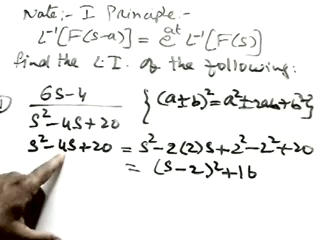 Note:- I Principle:-
L⁻¹[F(s-a)] = e^{at} L⁻¹[F(s)]
find the L.I. of the following:
1) (6s-4)/(s²-4s+20) {(a±b)²=a²±2ab+b²}
s²-4s+20 = s²-2(2)s+2²-2²+20
= (s-2)²+16